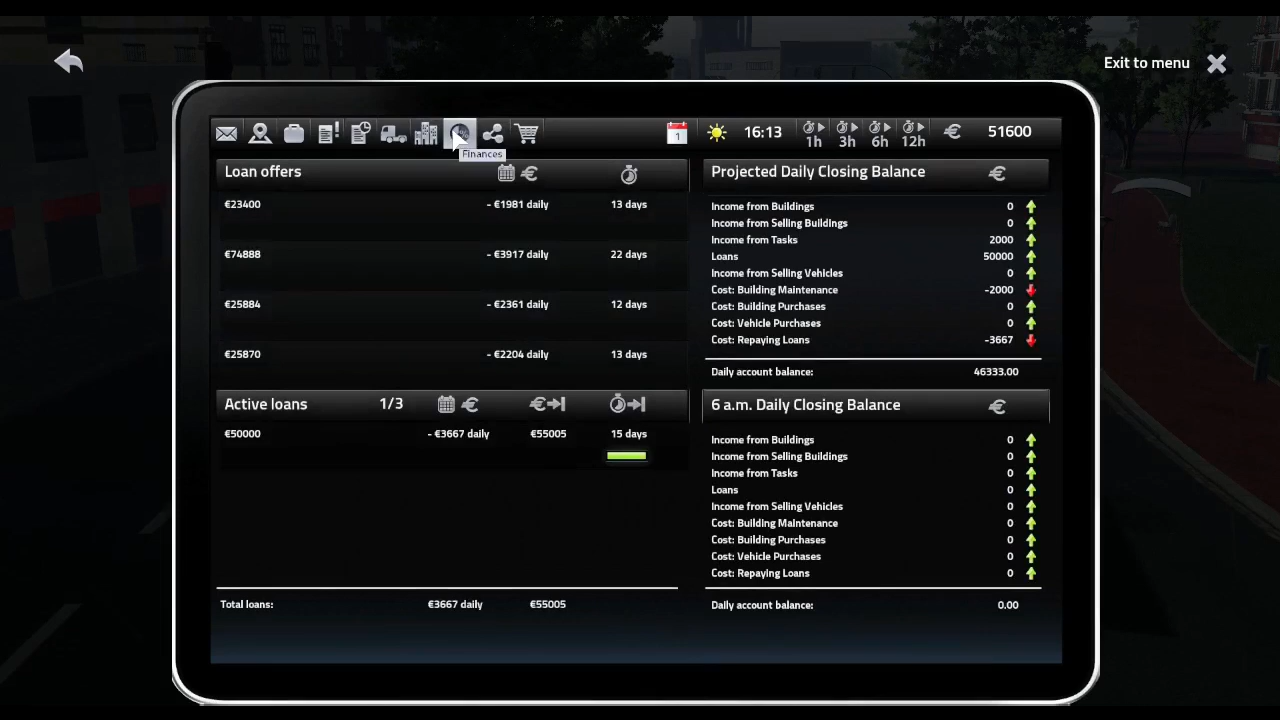 Exit to menu
1 16:13 1h 3h 6h 12h € 51600
Finances
Loan offers €
€23400 - €1981 daily 13 days
€74888 - €3917 daily 22 days
€25884 - €2361 daily 12 days
€25870 - €2204 daily 13 days
Active loans 1/3 € €
€50000 - €3667 daily €55005 15 days
Total loans: €3667 daily €55005
Projected Daily Closing Balance €
Income from Buildings 0
Income from Selling Buildings 0
Income from Tasks 2000
Loans 50000
Income from Selling Vehicles 0
Cost: Building Maintenance -2000
Cost: Building Purchases 0
Cost: Vehicle Purchases 0
Cost: Repaying Loans -3667
Daily account balance: 46333.00
6 a.m. Daily Closing Balance €
Income from Buildings 0
Income from Selling Buildings 0
Income from Tasks 0
Loans 0
Income from Selling Vehicles 0
Cost: Building Maintenance 0
Cost: Building Purchases 0
Cost: Vehicle Purchases 0
Cost: Repaying Loans 0
Daily account balance: 0.00